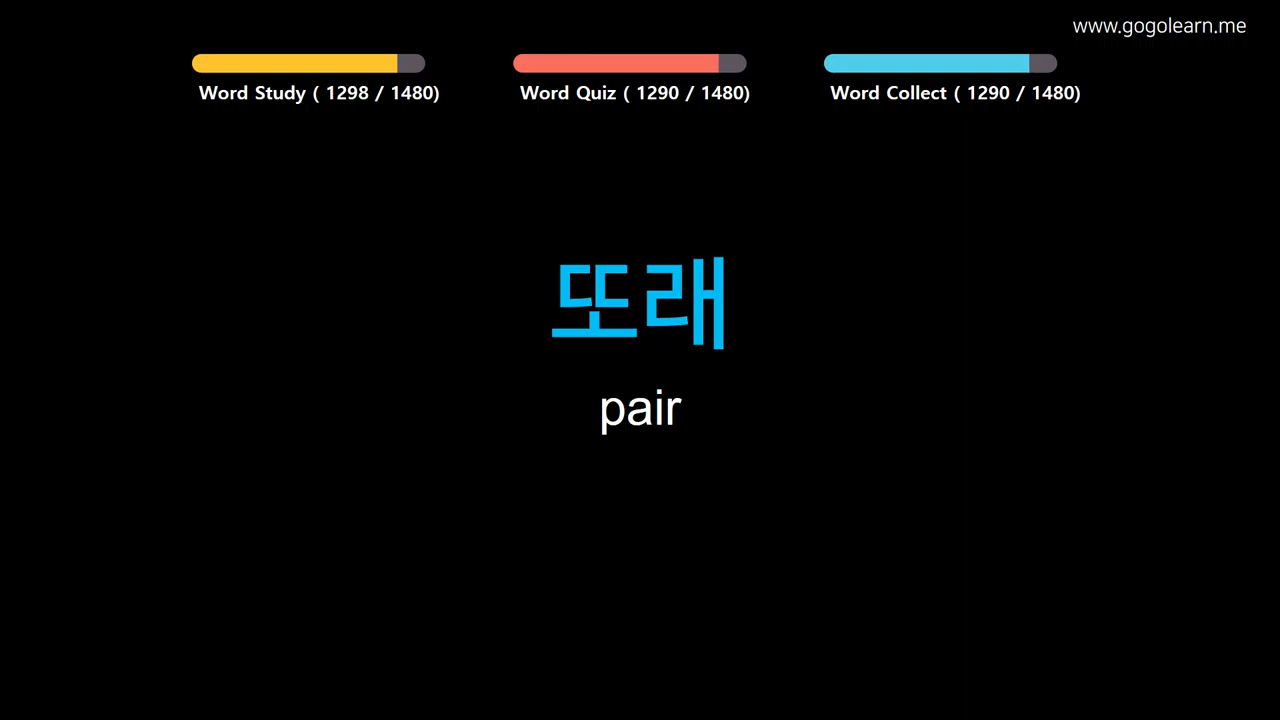 www.gogolearn.me
Word Study ( 1298 / 1480)
Word Quiz ( 1290 / 1480)
Word Collect ( 1290 / 1480)
또래
pair